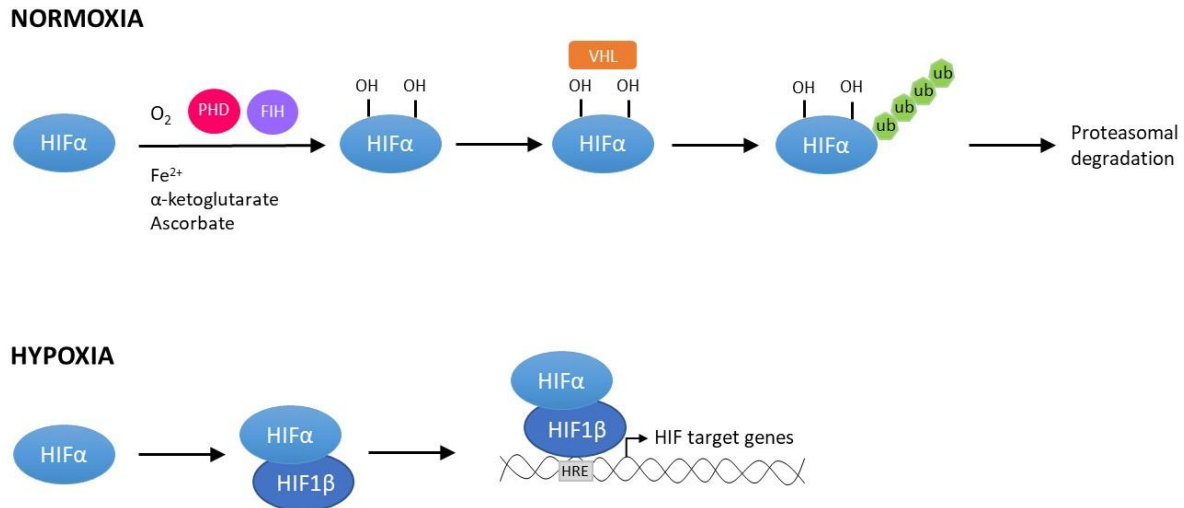 NORMOXIA
VHL
OH OH
OH OH
OH OH
ub
ub
ub
ub
O₂ PHD FIH
HIFα
HIFα
HIFα
HIFα
Proteasomal
degradation
Fe²⁺
α-ketoglutarate
Ascorbate
HYPOXIA
HIFα
HIFα
HIF1β
HIFα
HIF1β
HIF target genes
HRE